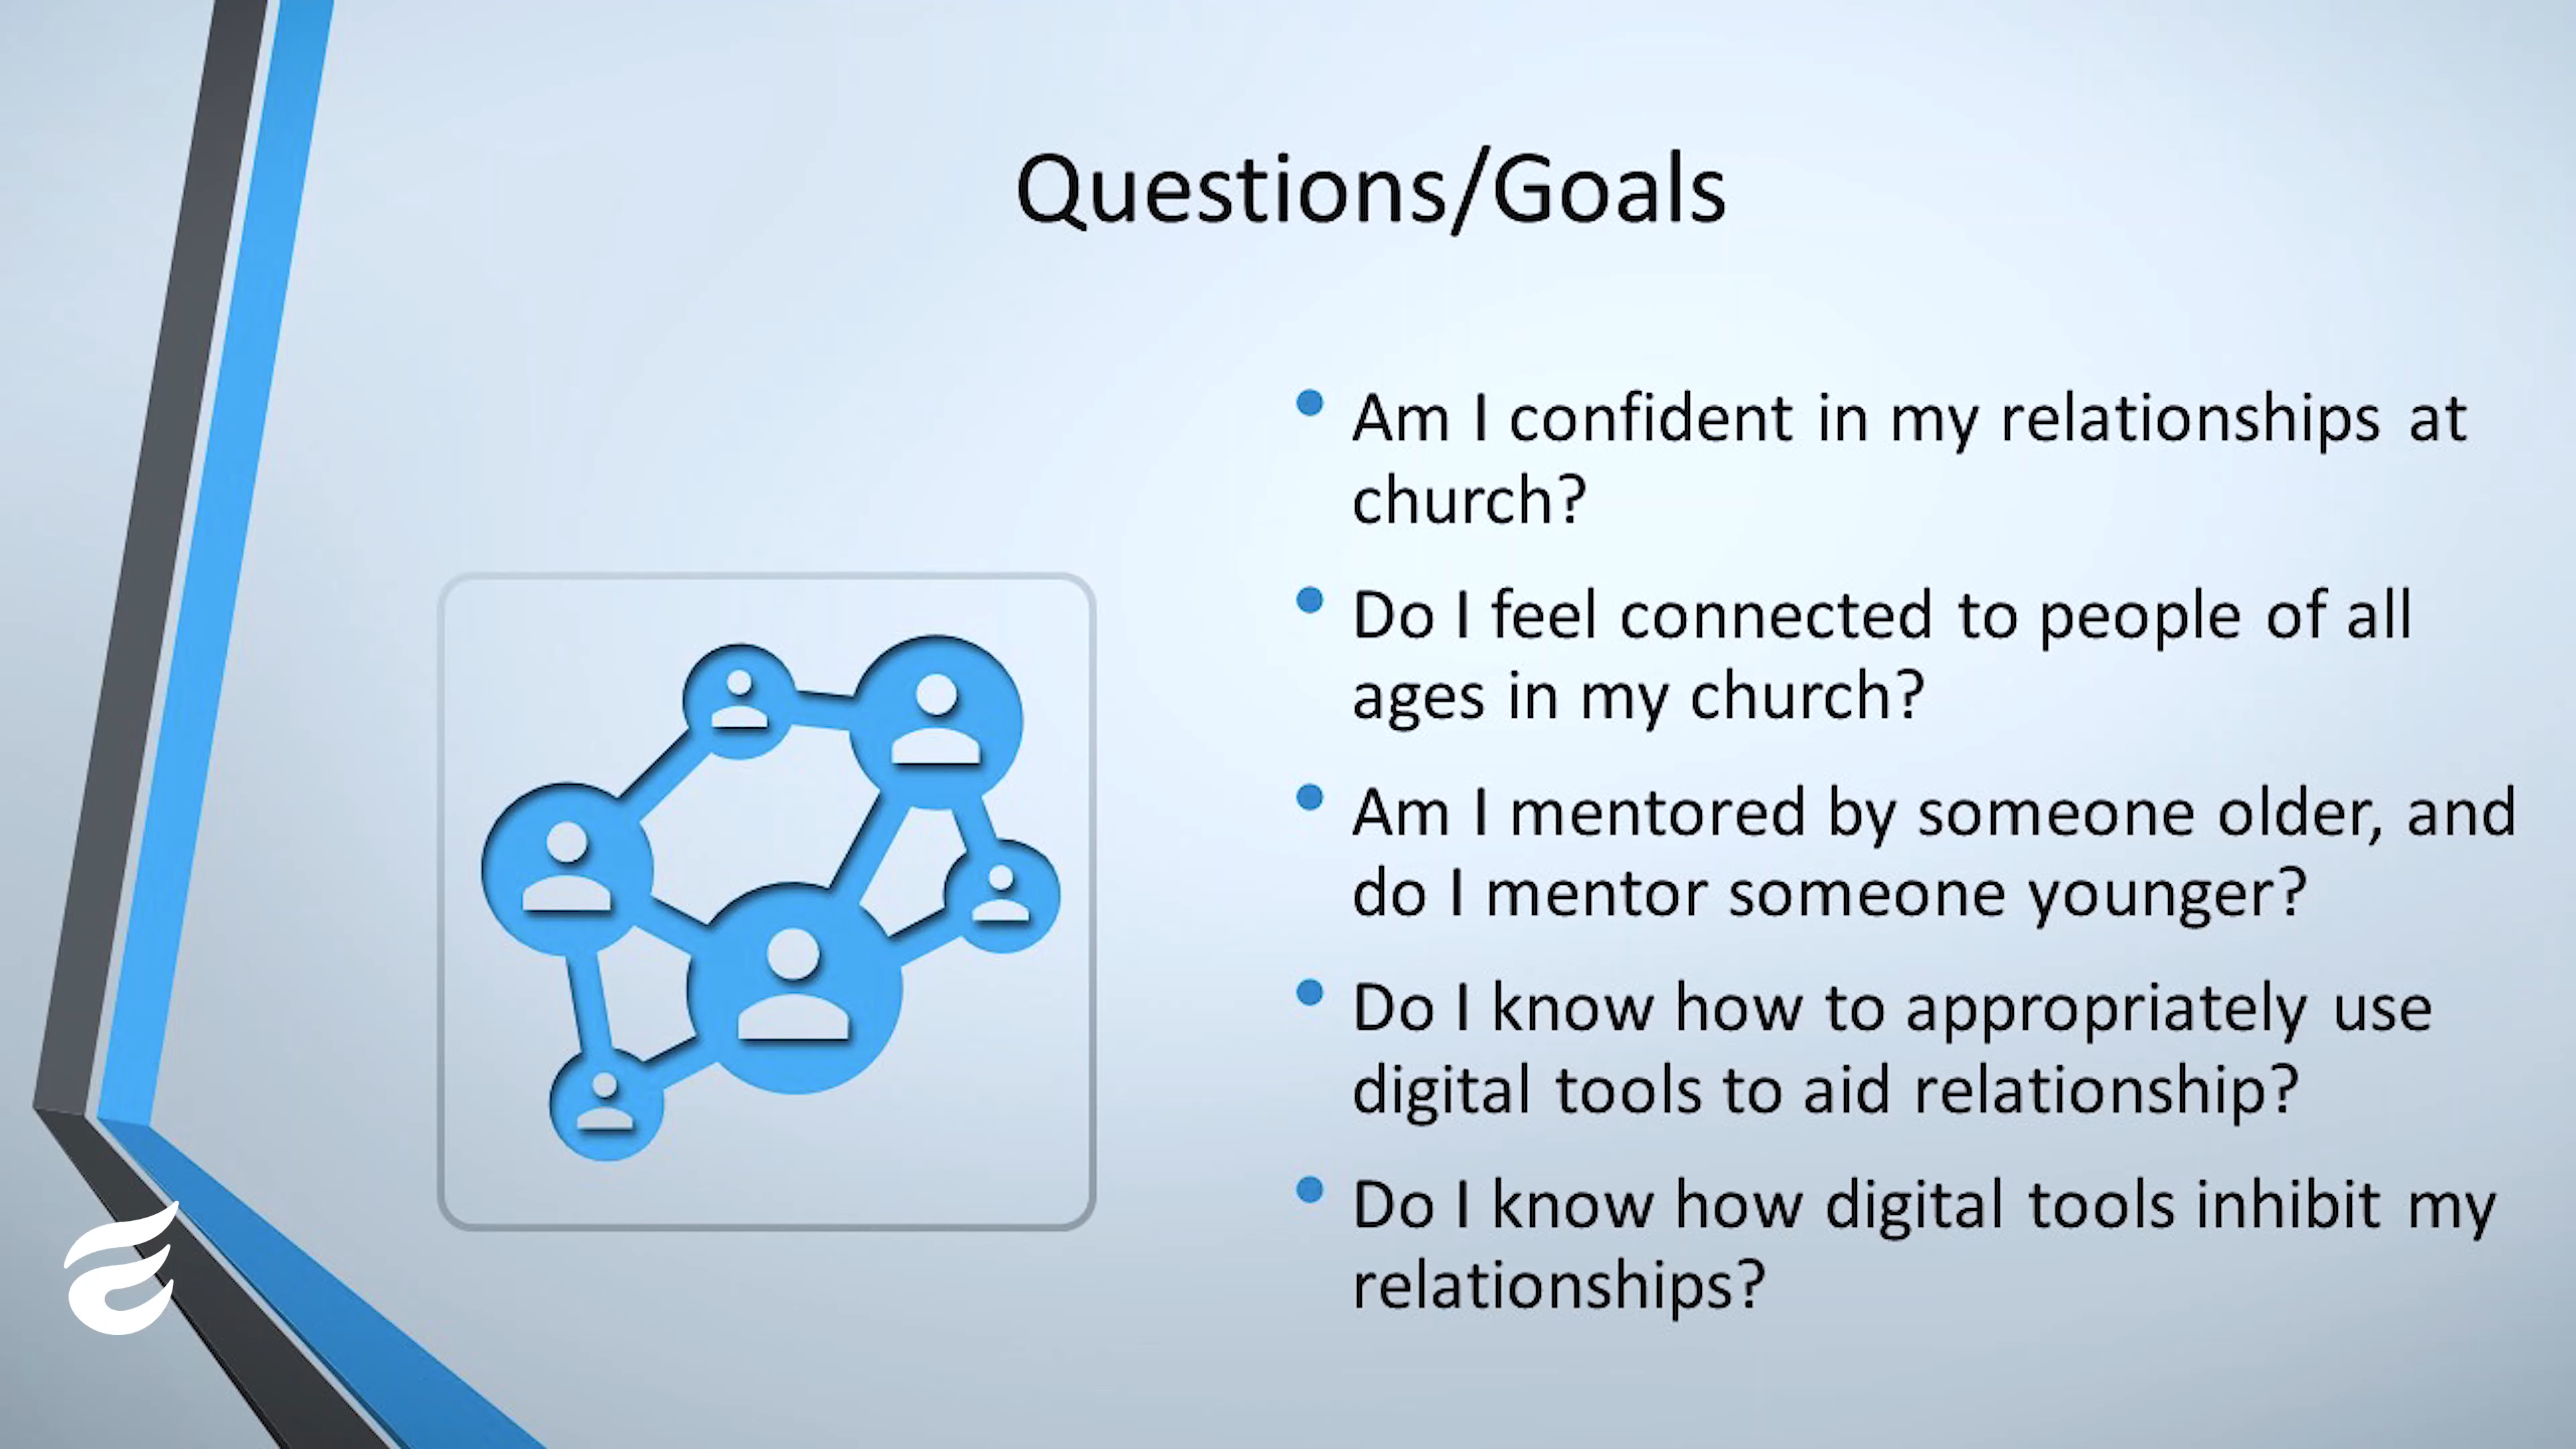 Questions/Goals
• Am I confident in my relationships at
church?
• Do I feel connected to people of all
ages in my church?
• Am I mentored by someone older, and
do I mentor someone younger?
• Do I know how to appropriately use
digital tools to aid relationship?
• Do I know how digital tools inhibit my
relationships?